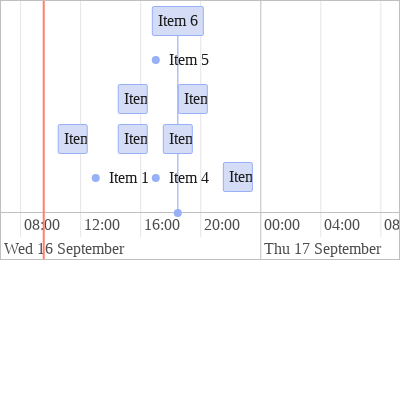 Item 6
Item 5
Iten Iten
Iten Iten Iten
Item 1 Item 4 Iten
08:00 12:00 16:00 20:00 00:00 04:00 08
Wed 16 September Thu 17 September